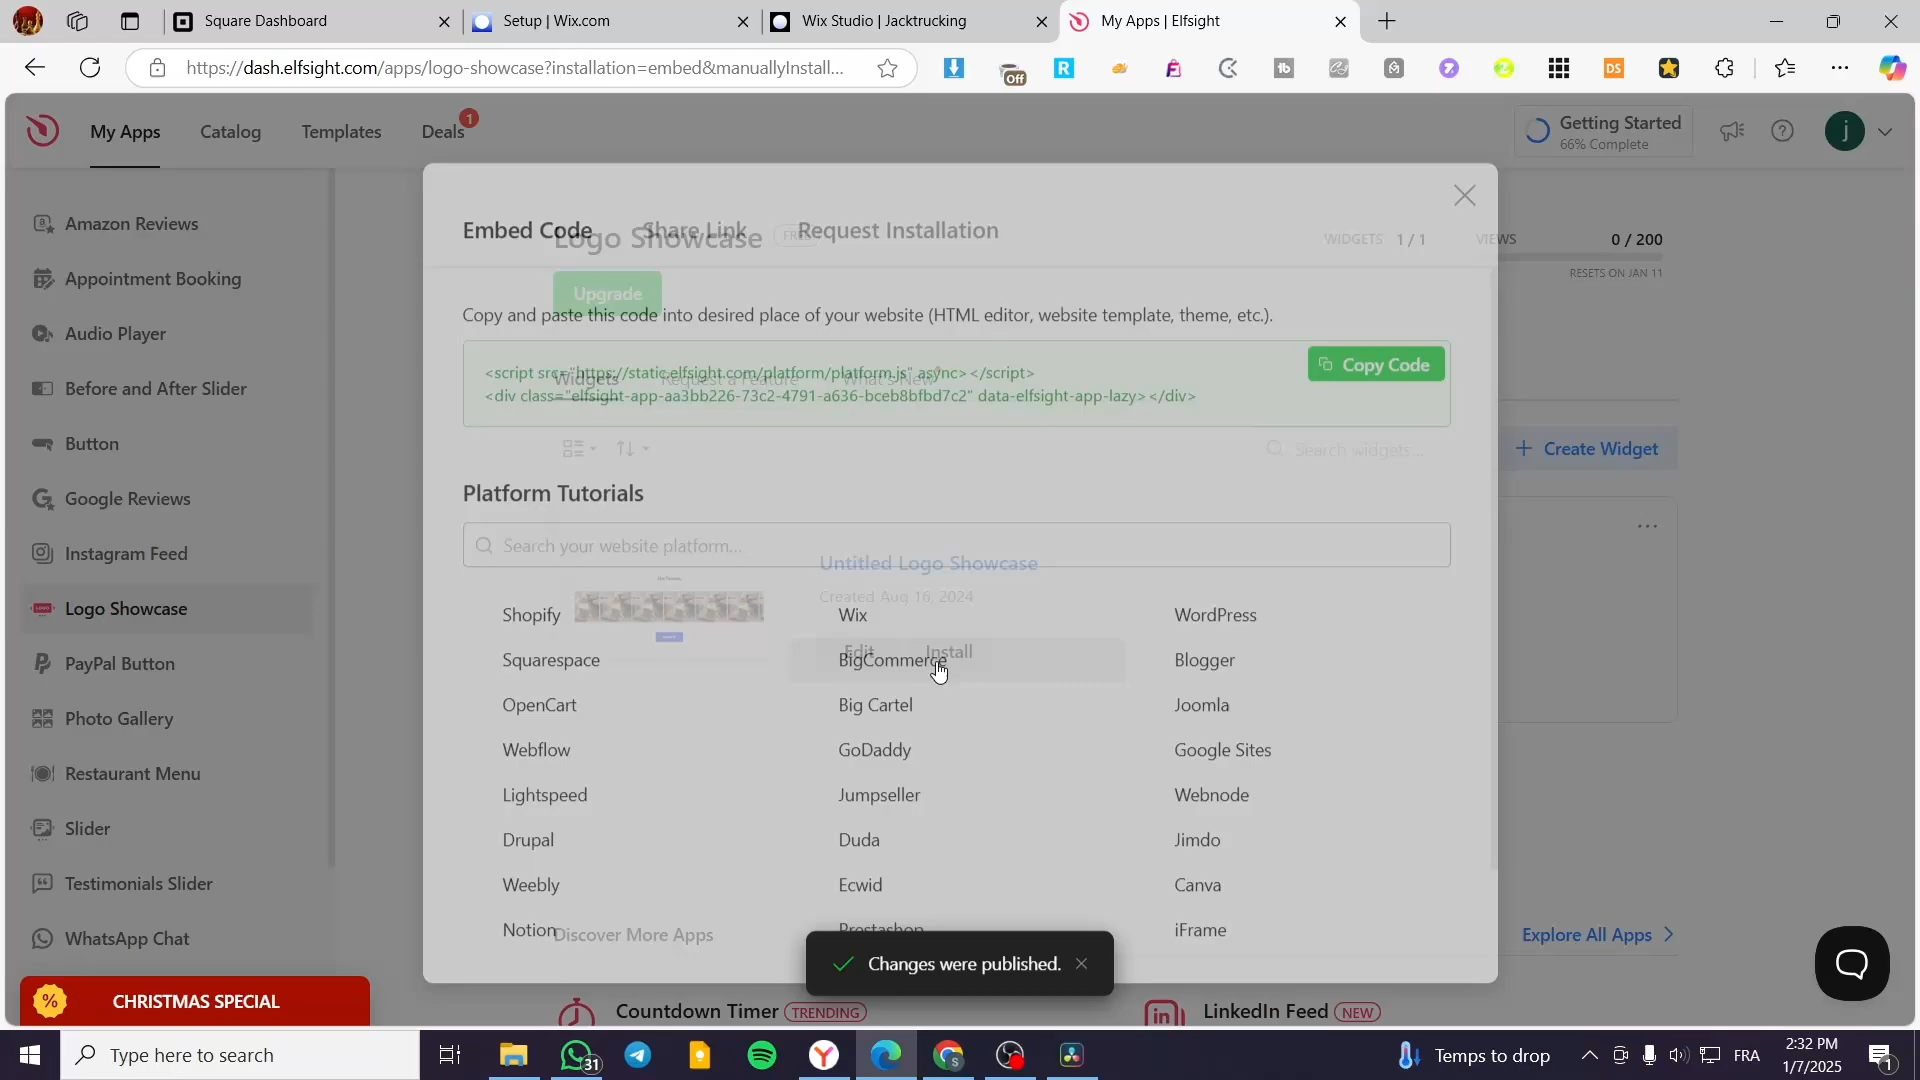 Square Dashboard
Setup | Wix.com
Wix Studio | Jacktrucking
My Apps | Elfsight
https://dash.elfsight.com/apps/logo-showcase?installation=embed&manuallyInstall...
Off
R
tb
DS
My Apps
Catalog
Templates
Deals
1
Getting Started
66% Complete
j
Amazon Reviews
Appointment Booking
Audio Player
Before and After Slider
Button
Google Reviews
Instagram Feed
Logo Showcase
PayPal Button
Photo Gallery
Restaurant Menu
Slider
Testimonials Slider
WhatsApp Chat
% CHRISTMAS SPECIAL
Embed Code
Share Link
Request Installation
Logo Showcase
FREE
WIDGETS 1 / 1
VIEWS 0 / 200
RESETS ON JAN 11
Upgrade
Copy and paste this code into desired place of your website (HTML editor, website template, theme, etc.).
<script src="https://static.elfsight.com/platform/platform.js" async></script>
<div class="elfsight-app-aa3bb226-73c2-4791-a636-bceb8bfbd7c2" data-elfsight-app-lazy></div>
Copy Code
Widgets
Request a Feature
What's New
Search widgets...
+ Create Widget
Platform Tutorials
Search your website platform...
Untitled Logo Showcase
Created Aug 16, 2024
Edit
Install
Shopify
Wix
WordPress
Squarespace
BigCommerce
Blogger
OpenCart
Big Cartel
Joomla
Webflow
GoDaddy
Google Sites
Lightspeed
Jumpseller
Webnode
Drupal
Duda
Jimdo
Weebly
Ecwid
Canva
Notion
Prestashop
iFrame
Discover More Apps
Explore All Apps
Changes were published.
Countdown Timer
TRENDING
LinkedIn Feed
NEW
Type here to search
31
Temps to drop
FRA
2:32 PM
1/7/2025
1